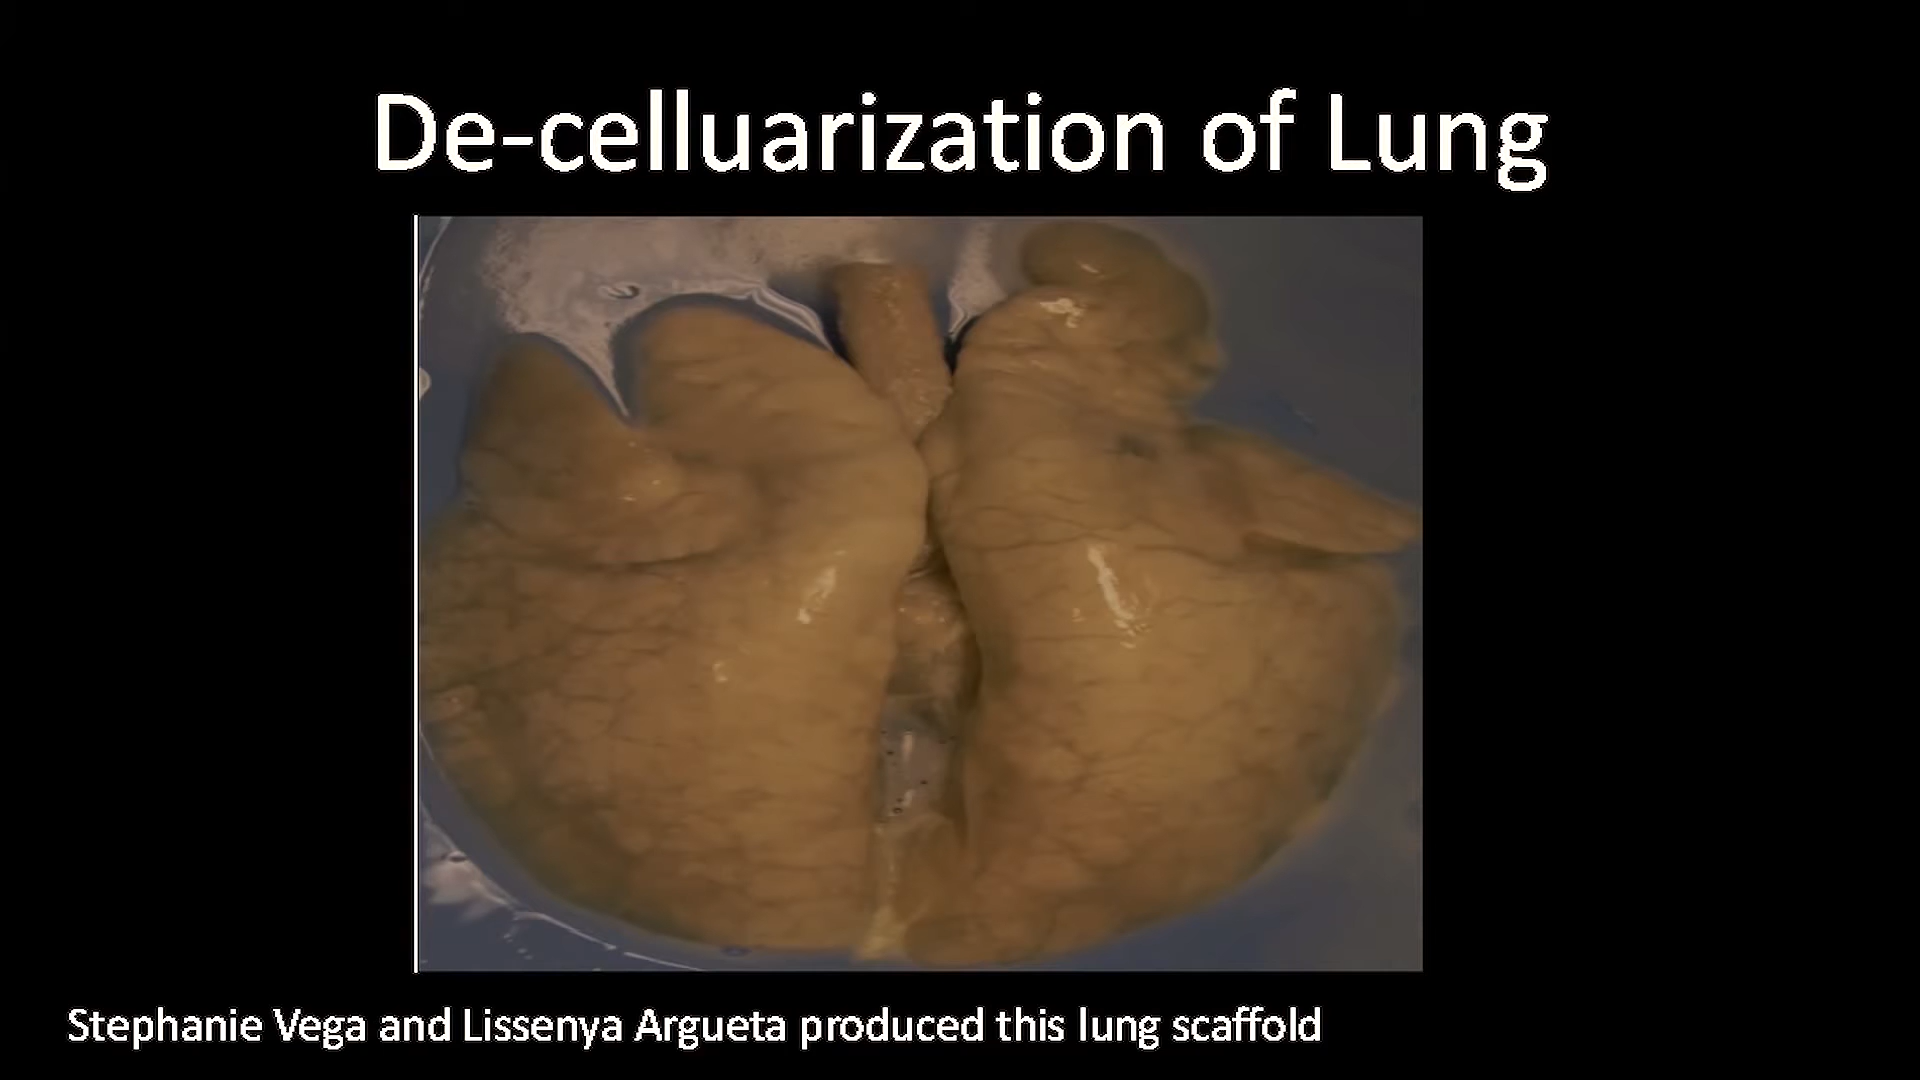 De-celluarization of Lung
Stephanie Vega and Lissenya Argueta produced this lung scaffold